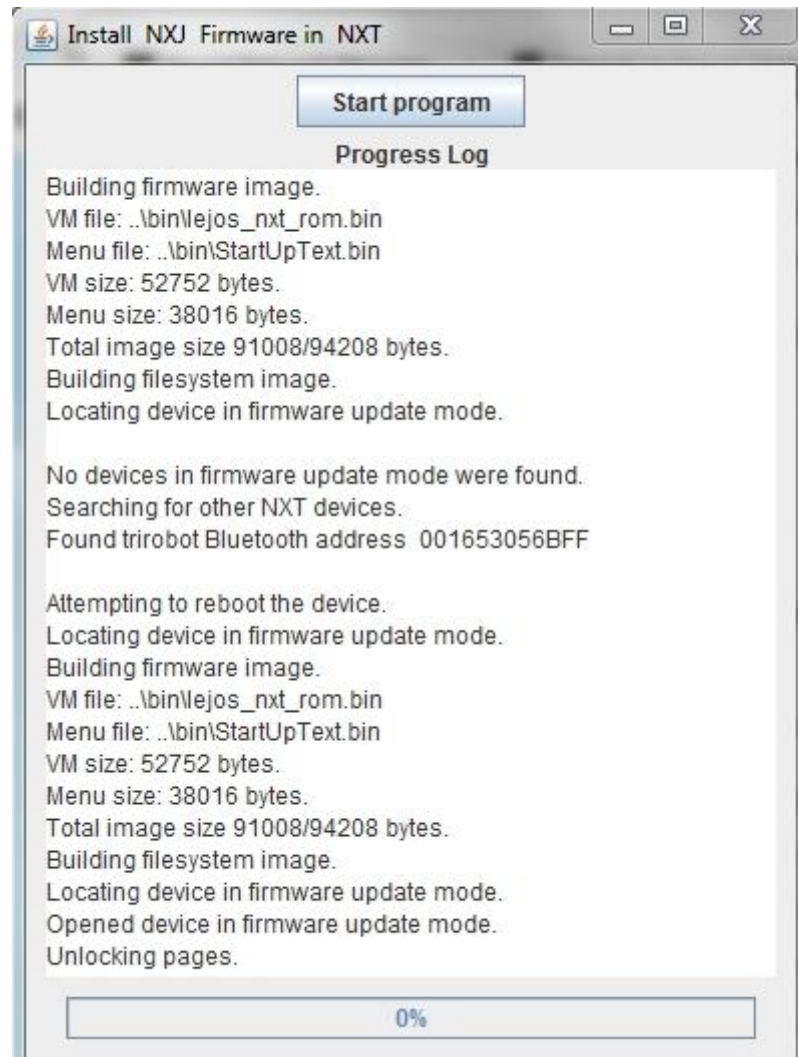 Install NXJ Firmware in NXT
Start program
Progress Log
Building firmware image.
VM file: ..\bin\lejos_nxt_rom.bin
Menu file: ..\bin\StartUpText.bin
VM size: 52752 bytes.
Menu size: 38016 bytes.
Total image size 91008/94208 bytes.
Building filesystem image.
Locating device in firmware update mode.
No devices in firmware update mode were found.
Searching for other NXT devices.
Found trirobot Bluetooth address 001653056BFF
Attempting to reboot the device.
Locating device in firmware update mode.
Building firmware image.
VM file: ..\bin\lejos_nxt_rom.bin
Menu file: ..\bin\StartUpText.bin
VM size: 52752 bytes.
Menu size: 38016 bytes.
Total image size 91008/94208 bytes.
Building filesystem image.
Locating device in firmware update mode.
Opened device in firmware update mode.
Unlocking pages.
0%